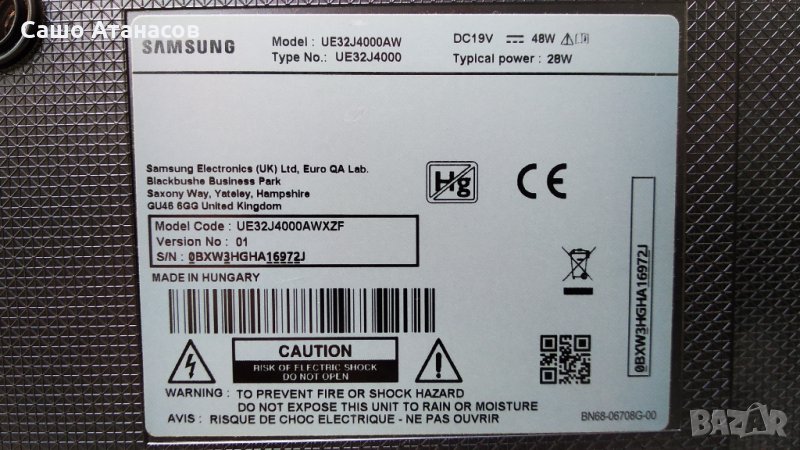 Сашо Атанасов
SAMSUNG
Model : UE32J4000AW
Type No.: UE32J4000
DC19V 48W
Typical power : 28W
Samsung Electronics (UK) Ltd, Euro QA Lab.
Blackbushe Business Park
Saxony Way, Yateley, Hampshire
GU46 6GG United Kingdom
Hg
CE
Model Code : UE32J4000AWXZF
Version No : 01
S/N : 0BXW3HGHA16972J
MADE IN HUNGARY
0BXW3HGHA16972J
CAUTION
RISK OF ELECTRIC SHOCK
DO NOT OPEN
WARNING : TO PREVENT FIRE OR SHOCK HAZARD
DO NOT EXPOSE THIS UNIT TO RAIN OR MOISTURE
AVIS : RISQUE DE CHOC ELECTRIQUE - NE PAS OUVRIR
BN68-06708G-00
BAZAR